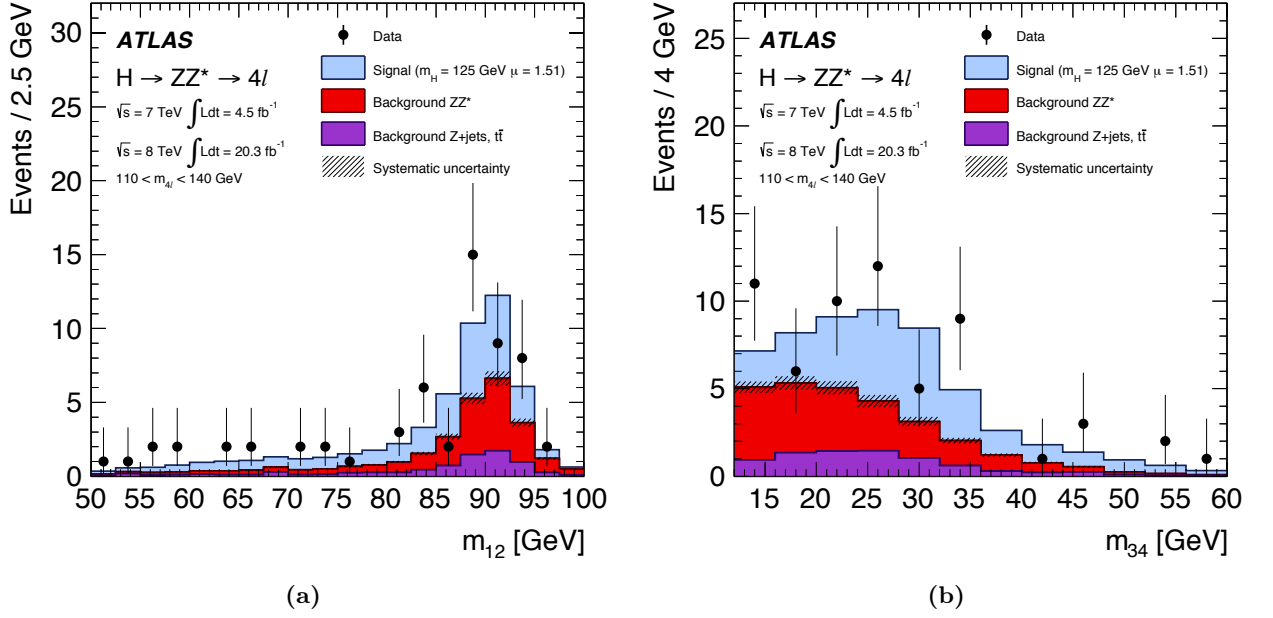 Events / 2.5 GeV
30
25
20
15
10
5
0
ATLAS
H → ZZ* → 4l
√s = 7 TeV ∫Ldt = 4.5 fb⁻¹
√s = 8 TeV ∫Ldt = 20.3 fb⁻¹
110 < m₄ₗ < 140 GeV
Data
Signal (m_H = 125 GeV μ = 1.51)
Background ZZ*
Background Z+jets, tt̄
Systematic uncertainty
50 55 60 65 70 75 80 85 90 95 100
m₁₂ [GeV]
(a)
Events / 4 GeV
25
20
15
10
5
0
ATLAS
H → ZZ* → 4l
√s = 7 TeV ∫Ldt = 4.5 fb⁻¹
√s = 8 TeV ∫Ldt = 20.3 fb⁻¹
110 < m₄ₗ < 140 GeV
Data
Signal (m_H = 125 GeV μ = 1.51)
Background ZZ*
Background Z+jets, tt̄
Systematic uncertainty
15 20 25 30 35 40 45 50 55 60
m₃₄ [GeV]
(b)